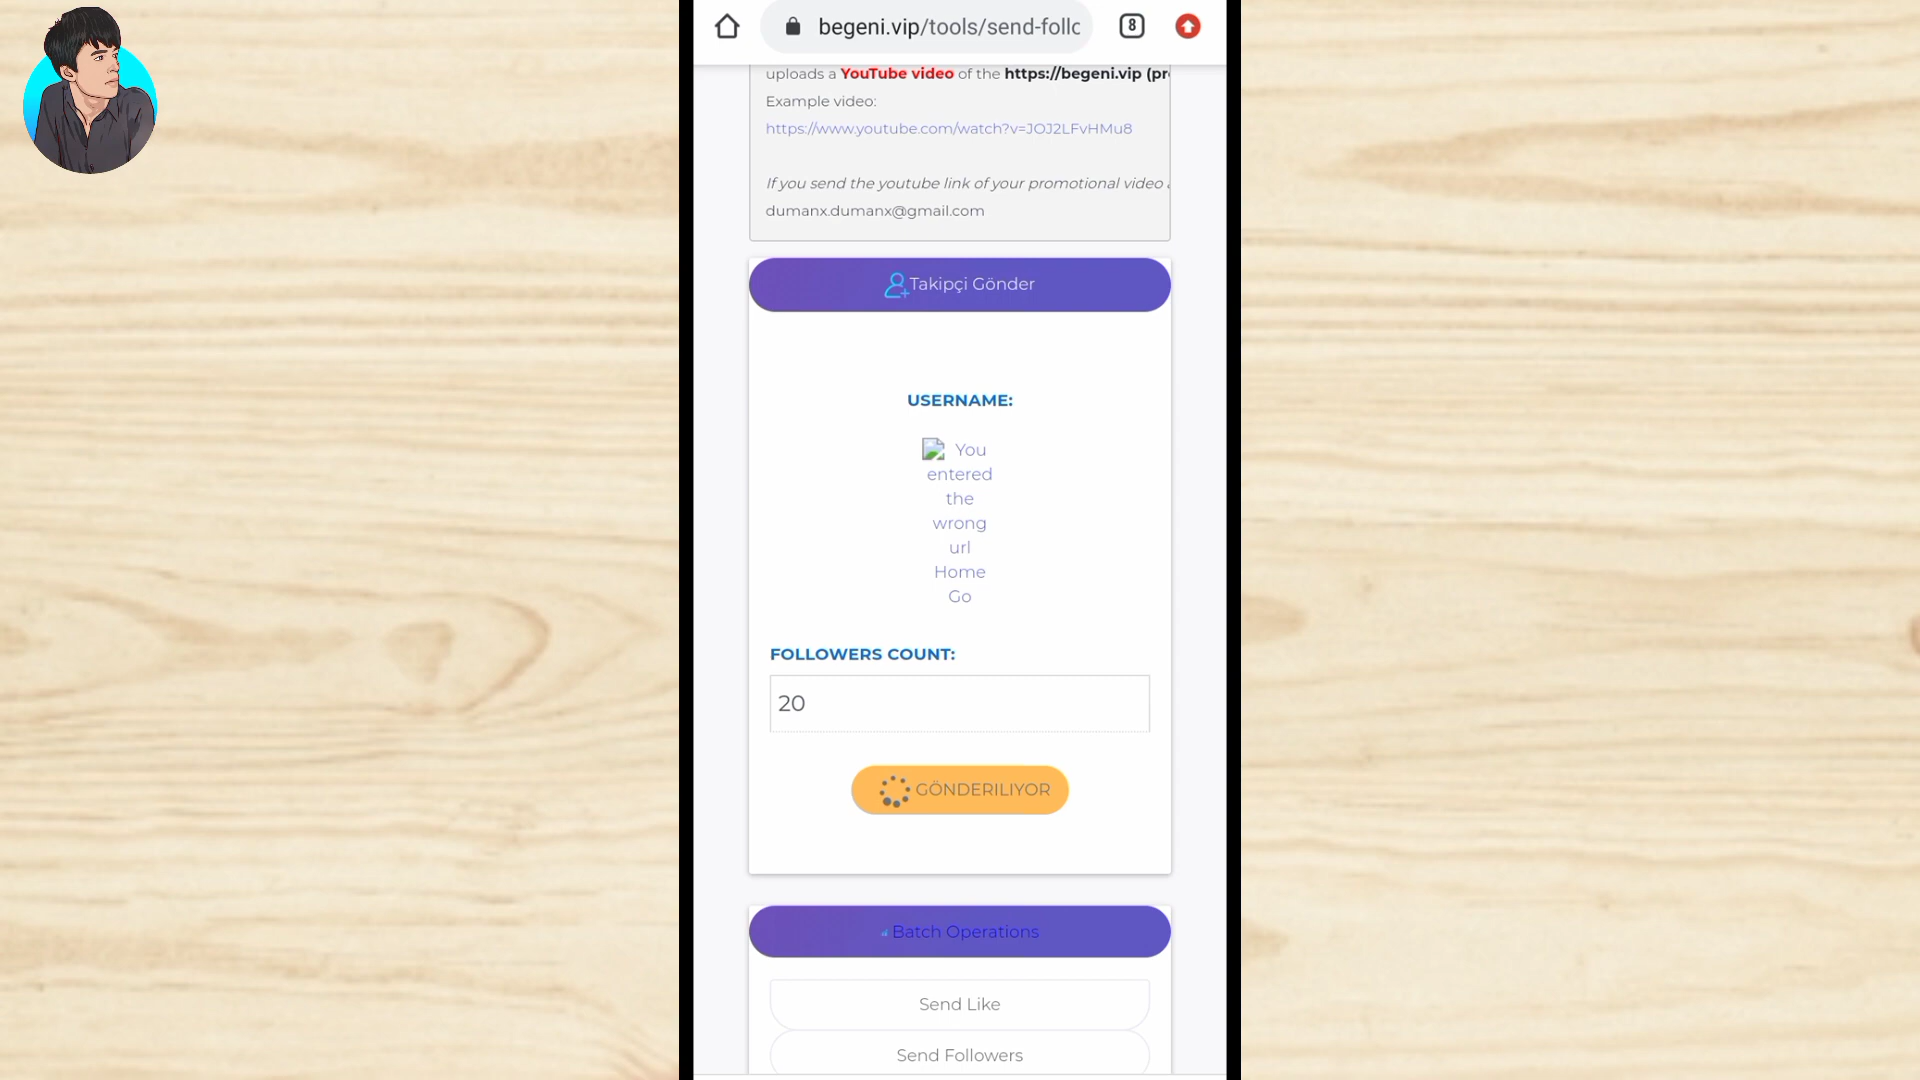 begeni.vip/tools/send-follo
8
uploads a YouTube video of the https://begeni.vip (pr
Example video:
https://www.youtube.com/watch?v=JOJ2LFvHMu8
If you send the youtube link of your promotional video
dumanx.dumanx@gmail.com
Takipçi Gönder
USERNAME:
You
entered
the
wrong
url
Home
Go
FOLLOWERS COUNT:
20
GÖNDERILIYOR
Batch Operations
Send Like
Send Followers